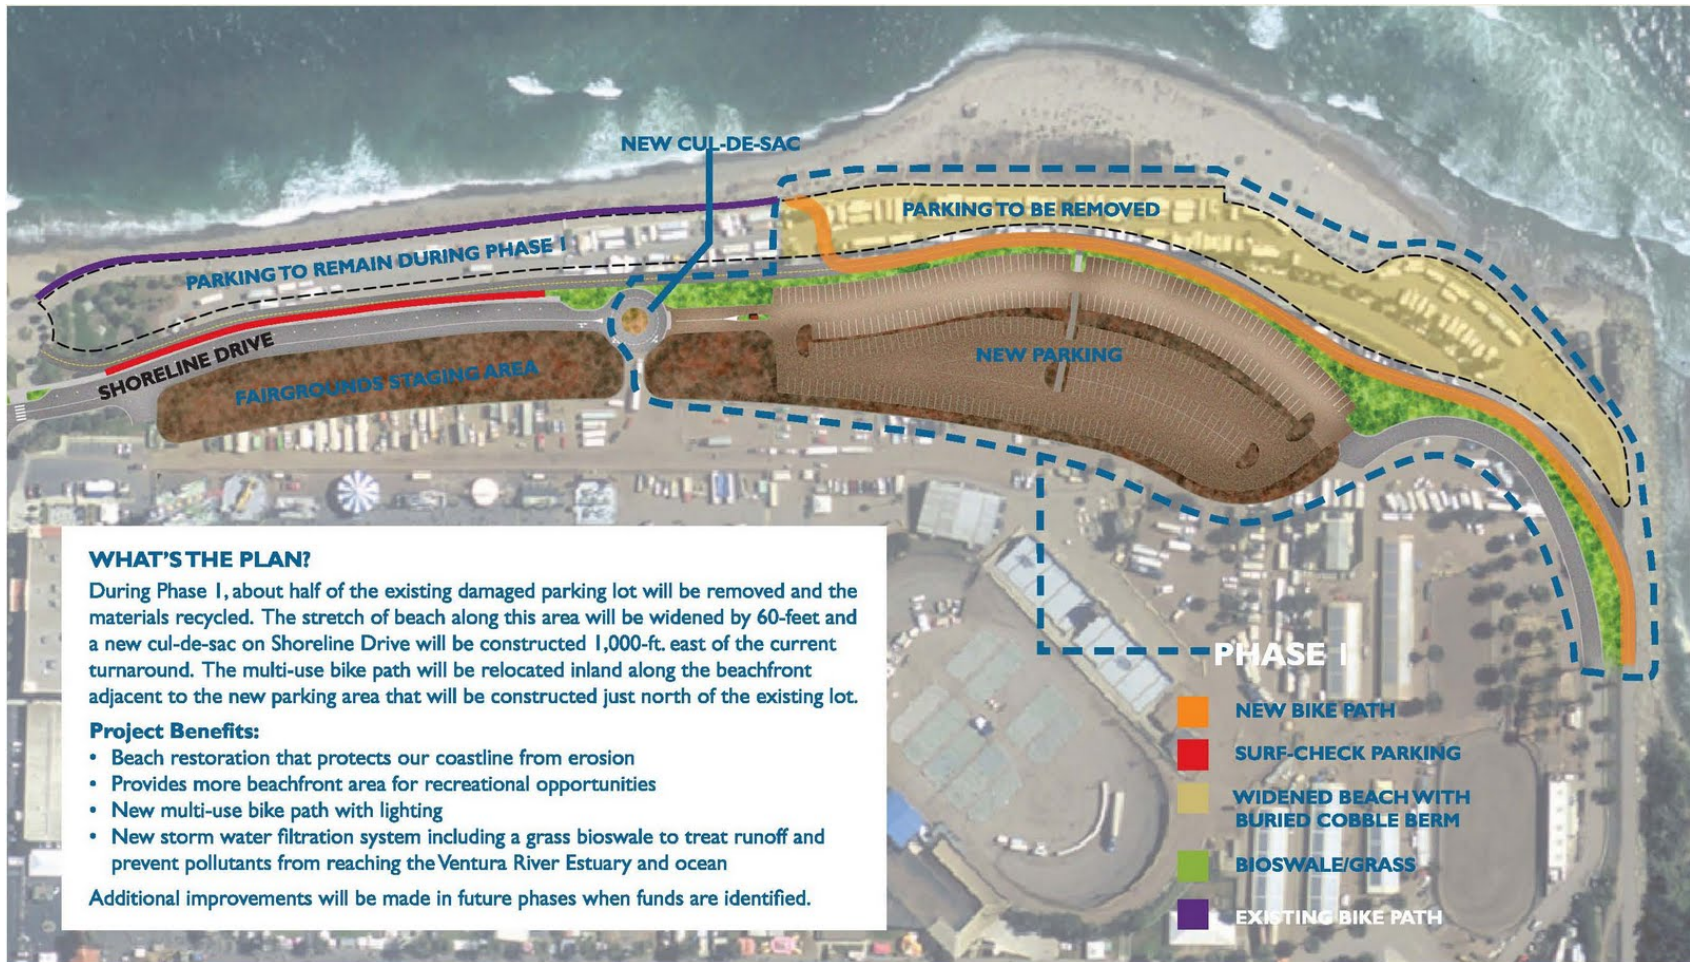 NEW CUL-DE-SAC
PARKING TO BE REMOVED
PARKING TO REMAIN DURING PHASE 1
NEW PARKING
SHORELINE DRIVE
FAIRGROUNDS STAGING AREA
WHAT'S THE PLAN?
During Phase 1, about half of the existing damaged parking lot will be removed and the
materials recycled. The stretch of beach along this area will be widened by 60-feet and
a new cul-de-sac on Shoreline Drive will be constructed 1,000-ft. east of the current
turnaround. The multi-use bike path will be relocated inland along the beachfront
adjacent to the new parking area that will be constructed just north of the existing lot.
Project Benefits:
• Beach restoration that protects our coastline from erosion
• Provides more beachfront area for recreational opportunities
• New multi-use bike path with lighting
• New storm water filtration system including a grass bioswale to treat runoff and
prevent pollutants from reaching the Ventura River Estuary and ocean
Additional improvements will be made in future phases when funds are identified.
PHASE 1
NEW BIKE PATH
SURF-CHECK PARKING
WIDENED BEACH WITH
BURIED COBBLE BERM
BIOSWALE/GRASS
EXISTING BIKE PATH